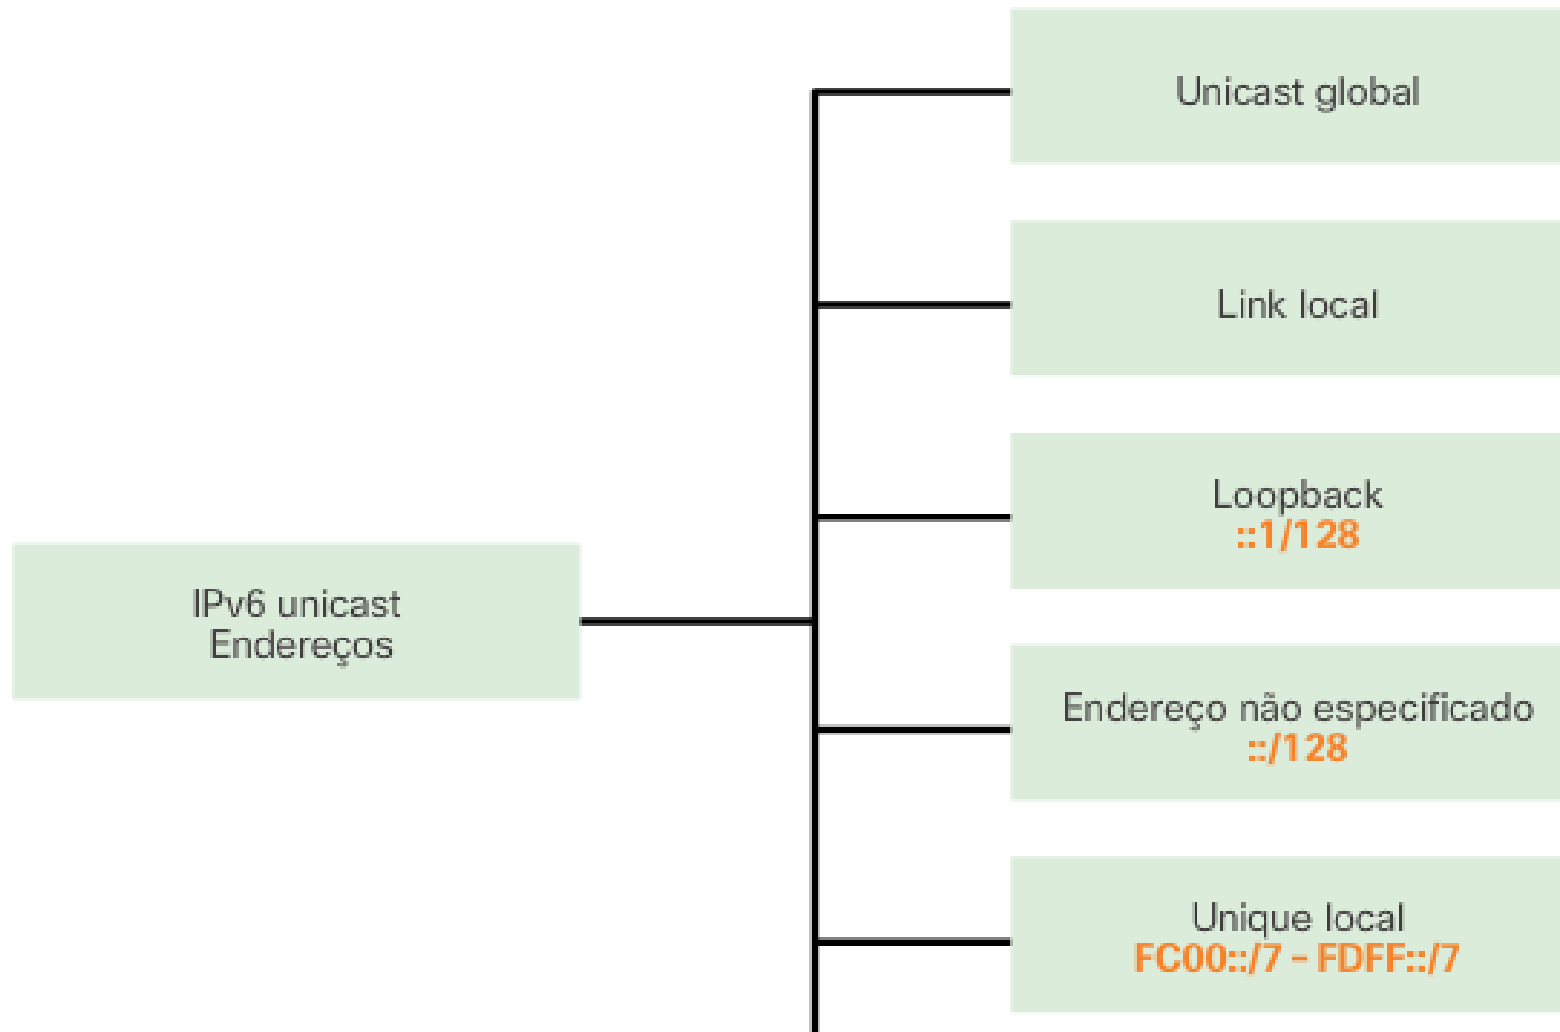 Unicast global
Link local
Loopback
::1/128
IPv6 unicast
Endereços
Endereço não especificado
::/128
Unique local
FC00::/7 – FDFF::/7